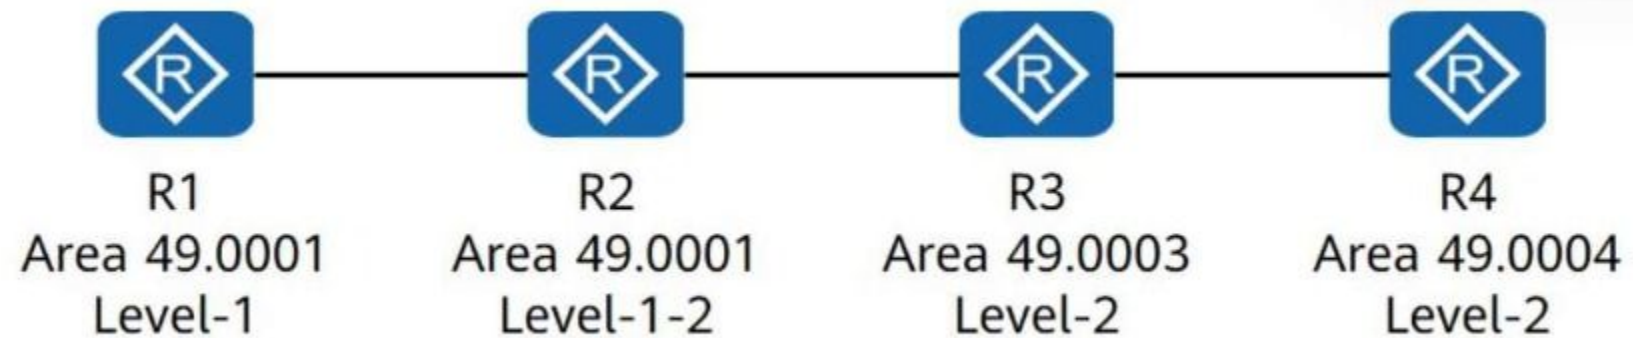 R R R R
R1 R2 R3 R4
Area 49.0001 Area 49.0001 Area 49.0003 Area 49.0004
Level-1 Level-1-2 Level-2 Level-2